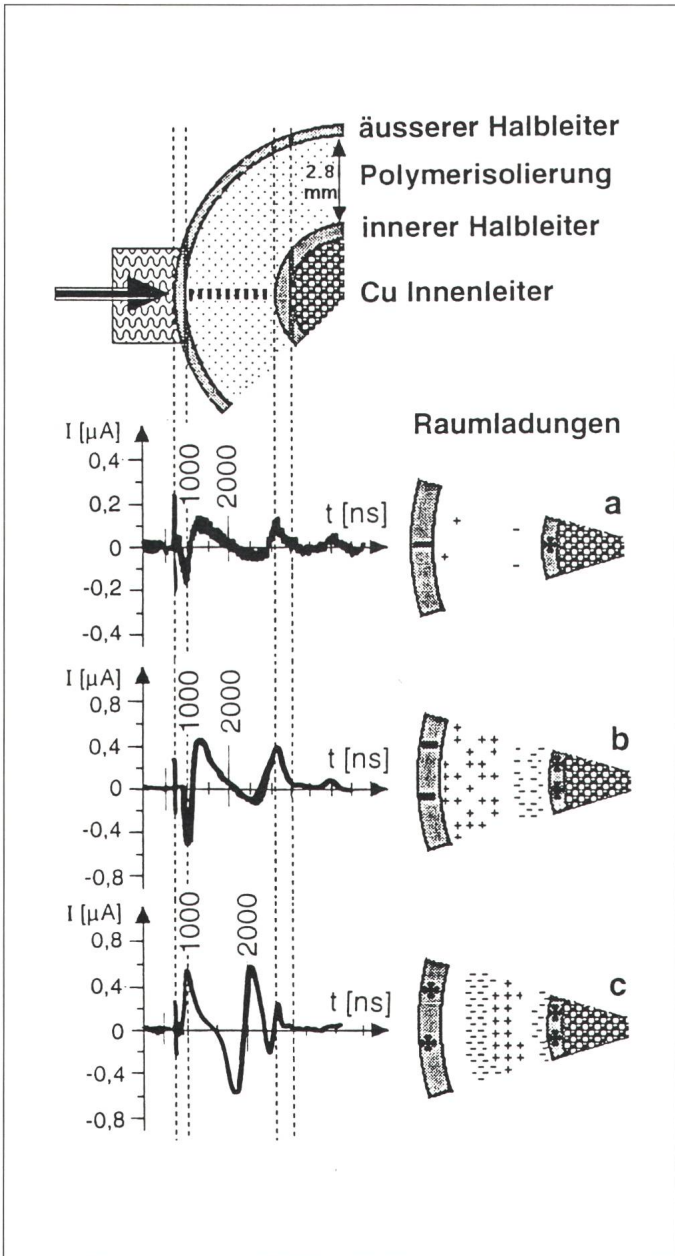 äusserer Halbleiter
2.8 mm
Polymerisolierung
innerer Halbleiter
Cu Innenleiter
Raumladungen
I [µA]
0,4
0,2
0
-0,2
-0,4
1000
2000
t [ns]
+
-
+
-
a
I [µA]
0,8
0,4
0
-0,4
-0,8
1000
2000
t [ns]
b
I [µA]
0,8
0,4
0
-0,4
-0,8
1000
2000
t [ns]
c